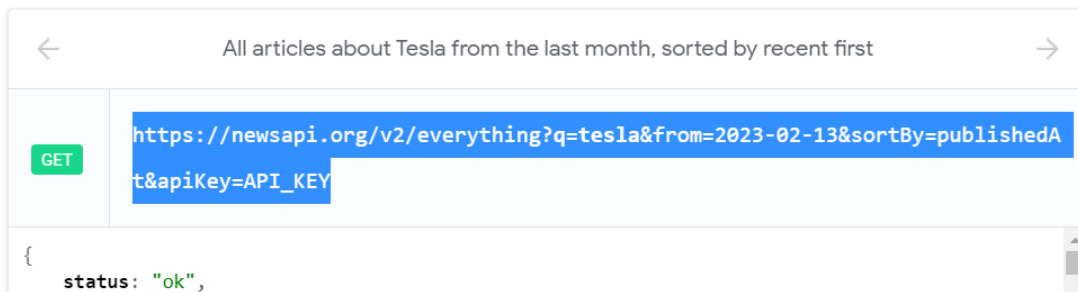 All articles about Tesla from the last month, sorted by recent first
GET
https://newsapi.org/v2/everything?q=tesla&from=2023-02-13&sortBy=publishedA
t&apiKey=API_KEY
{
status: "ok",